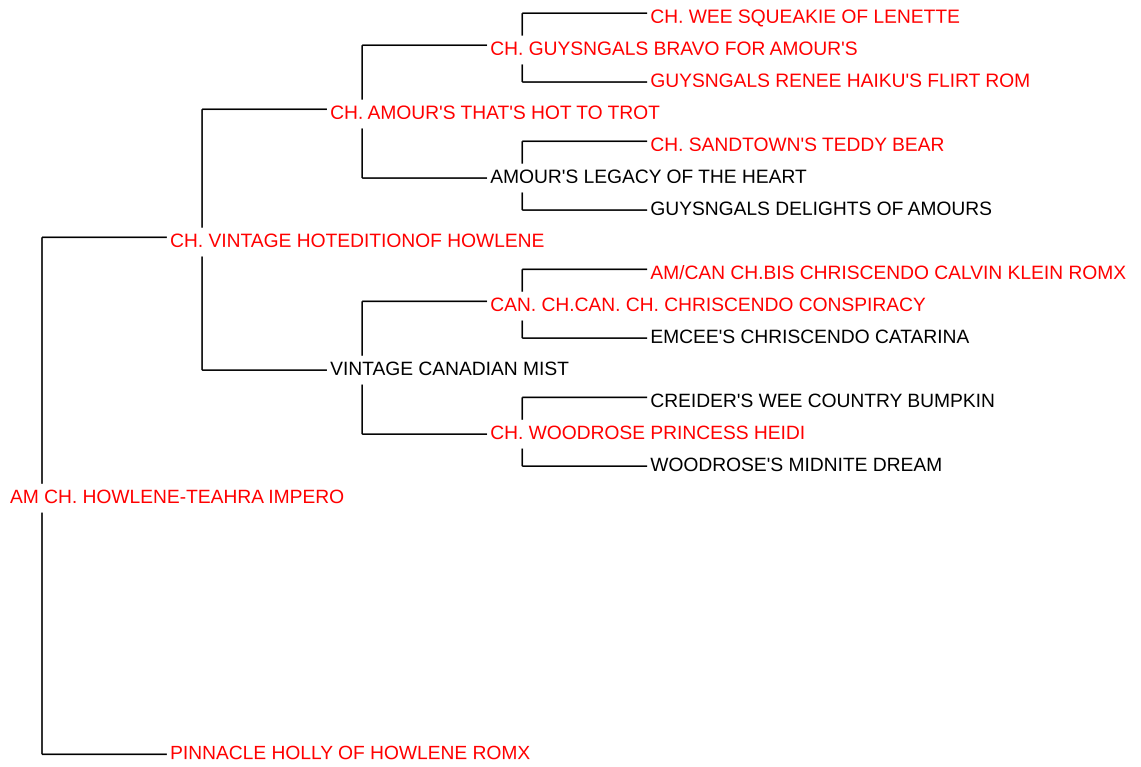 CH. WEE SQUEAKIE OF LENETTE
CH. GUYSNGALS BRAVO FOR AMOUR'S
GUYSNGALS RENEE HAIKU'S FLIRT ROM
CH. AMOUR'S THAT'S HOT TO TROT
CH. SANDTOWN'S TEDDY BEAR
AMOUR'S LEGACY OF THE HEART
GUYSNGALS DELIGHTS OF AMOURS
CH. VINTAGE HOTEDITIONOF HOWLENE
AM/CAN CH.BIS CHRISCENDO CALVIN KLEIN ROMX
CAN. CH.CAN. CH. CHRISCENDO CONSPIRACY
EMCEE'S CHRISCENDO CATARINA
VINTAGE CANADIAN MIST
CREIDER'S WEE COUNTRY BUMPKIN
CH. WOODROSE PRINCESS HEIDI
WOODROSE'S MIDNITE DREAM
AM CH. HOWLENE-TEAHRA IMPERO
PINNACLE HOLLY OF HOWLENE ROMX